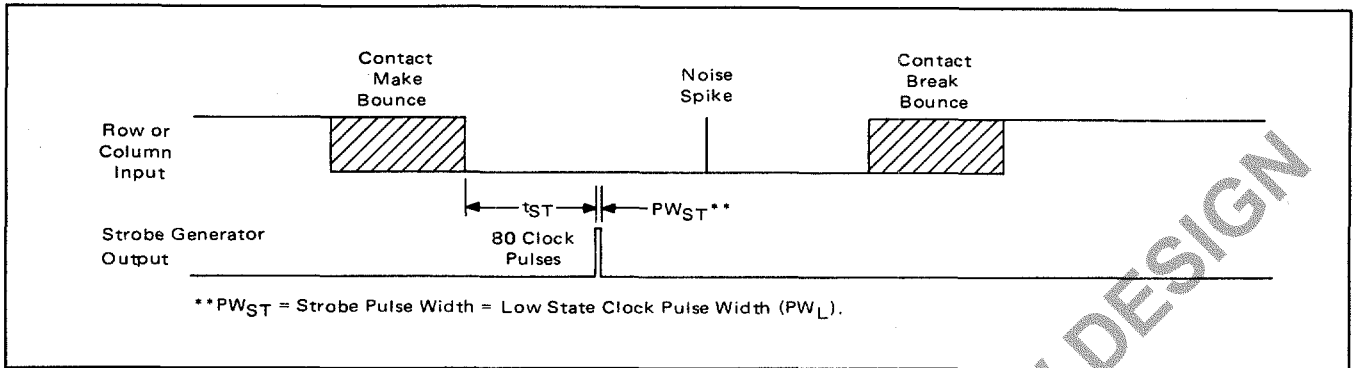 Contact
Make
Bounce
Noise
Spike
Contact
Break
Bounce
Row or
Column
Input
tST
PWST**
Strobe Generator
Output
80 Clock
Pulses
**PWST = Strobe Pulse Width = Low State Clock Pulse Width (PWL).
DESIGN